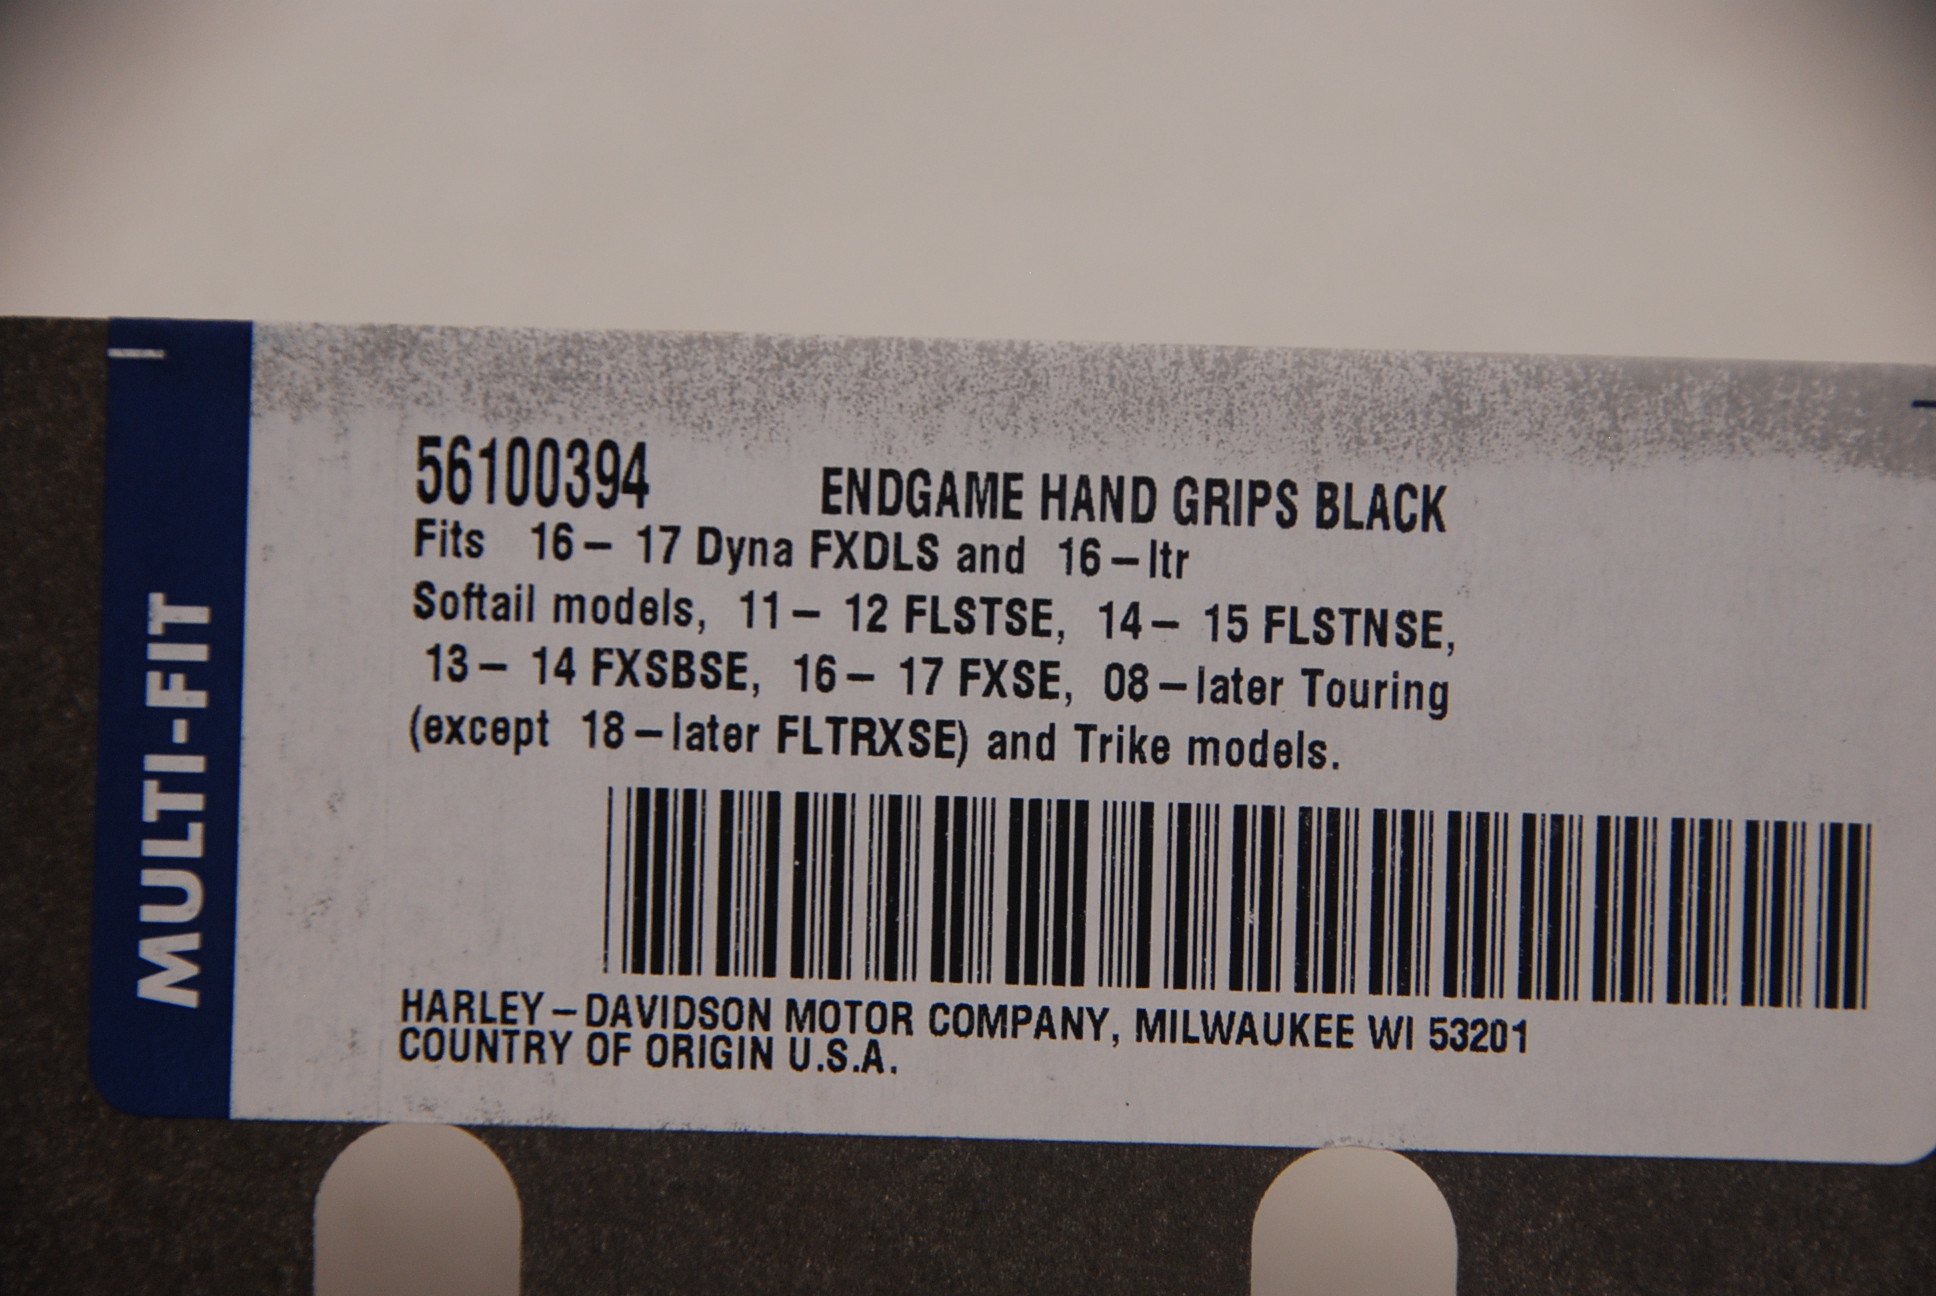 MULTI-FIT
56100394 ENDGAME HAND GRIPS BLACK
Fits 16 - 17 Dyna FXDLS and 16 - ltr
Softail models, 11 - 12 FLSTSE, 14 - 15 FLSTNSE,
13 - 14 FXSBSE, 16 - 17 FXSE, 08 - later Touring
(except 18 - later FLTRXSE) and Trike models.
HARLEY - DAVIDSON MOTOR COMPANY, MILWAUKEE WI 53201
COUNTRY OF ORIGIN U.S.A.